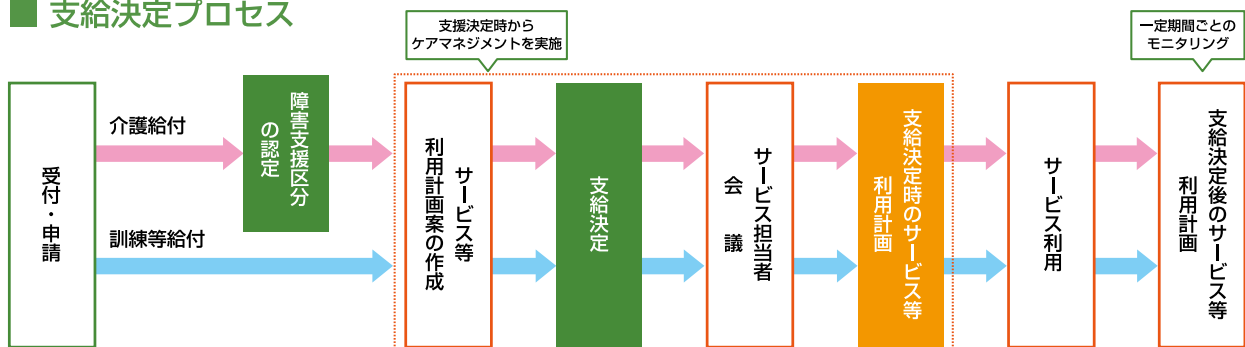 ■ 支給決定プロセス
支援決定時から
ケアマネジメントを実施
一定期間ごとの
モニタリング
受付・申請
介護給付
訓練等給付
障害支援区分
の認定
サービス等
利用計画案の作成
支給決定
サービス担当者
会議
支給決定時のサービス等
利用計画
サービス利用
支給決定後のサービス等
利用計画